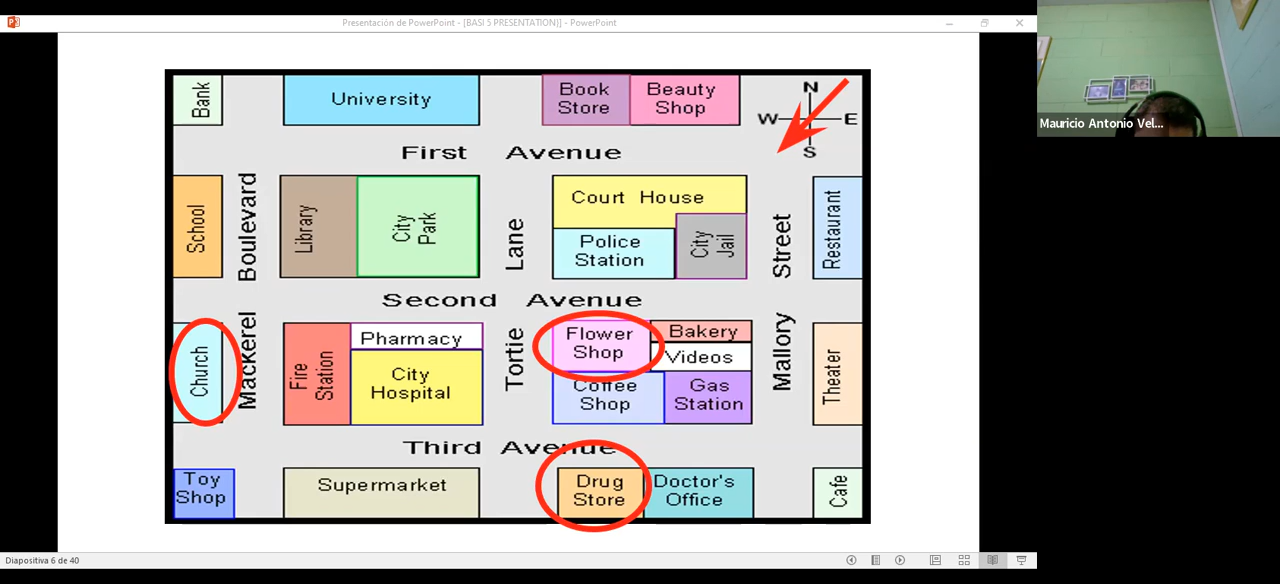 Presentación de PowerPoint - [BASI 5 PRESENTATION)] - PowerPoint
Mauricio Antonio Vel...
Bank
University
Book Store
Beauty Shop
N
W E
S
First Avenue
School
Boulevard
Library
City Park
Lane
Court House
Police Station
City Jail
Street
Restaurant
Second Avenue
Church
Mackerel
Fire Station
Pharmacy
City Hospital
Tortie
Flower Shop
Bakery
Videos
Coffee Shop
Gas Station
Mallory
Theater
Third Avenue
Toy Shop
Supermarket
Drug Store
Doctor's Office
Cafe
Diapositiva 6 de 40